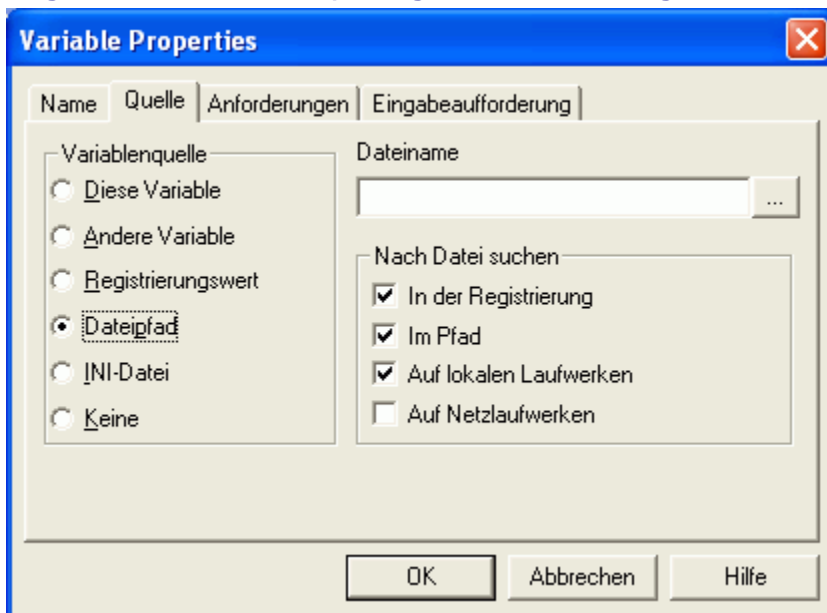 Variable Properties
Name Quelle Anforderungen Eingabeaufforderung
Variablenquelle
Diese Variable
Andere Variable
Registrierungswert
Dateipfad
INI-Datei
Keine
Dateiname
...
Nach Datei suchen
In der Registrierung
Im Pfad
Auf lokalen Laufwerken
Auf Netzlaufwerken
OK Abbrechen Hilfe